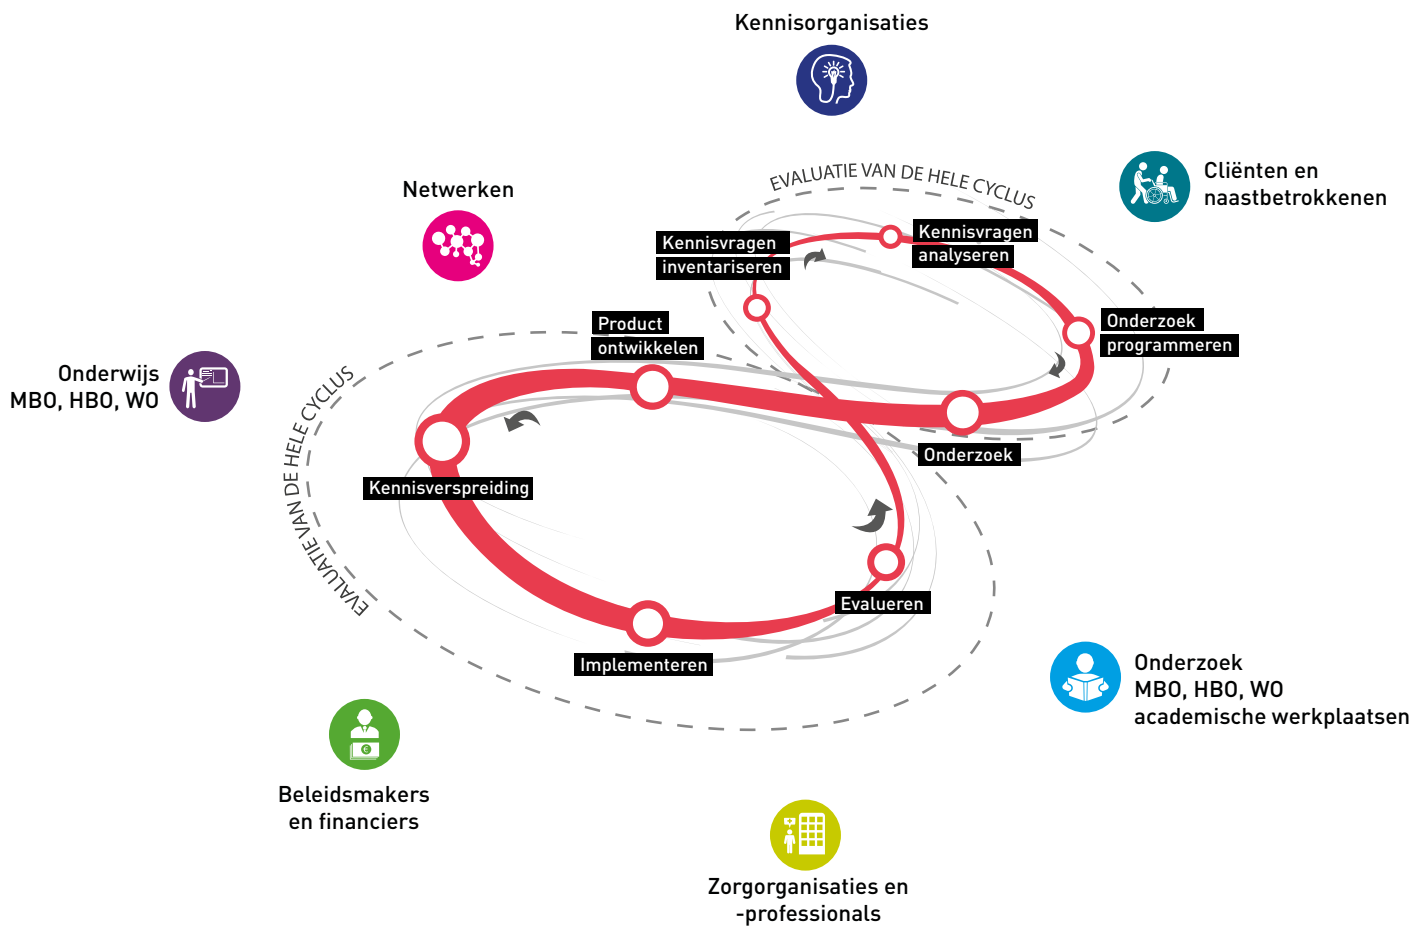 Kennisorganisaties
EVALUATIE VAN DE HELE CYCLUS
Cliënten en
naastbetrokkenen
Netwerken
Kennisvragen
inventariseren
Kennisvragen
analyseren
Product
ontwikkelen
Onderzoek
programmeren
Onderwijs
MBO, HBO, WO
EVALUATIE VAN DE HELE CYCLUS
Onderzoek
Kennisverspreiding
Evalueren
Implementeren
Onderzoek
MBO, HBO, WO
academische werkplaatsen
Beleidsmakers
en financiers
€
Zorgorganisaties en
-professionals